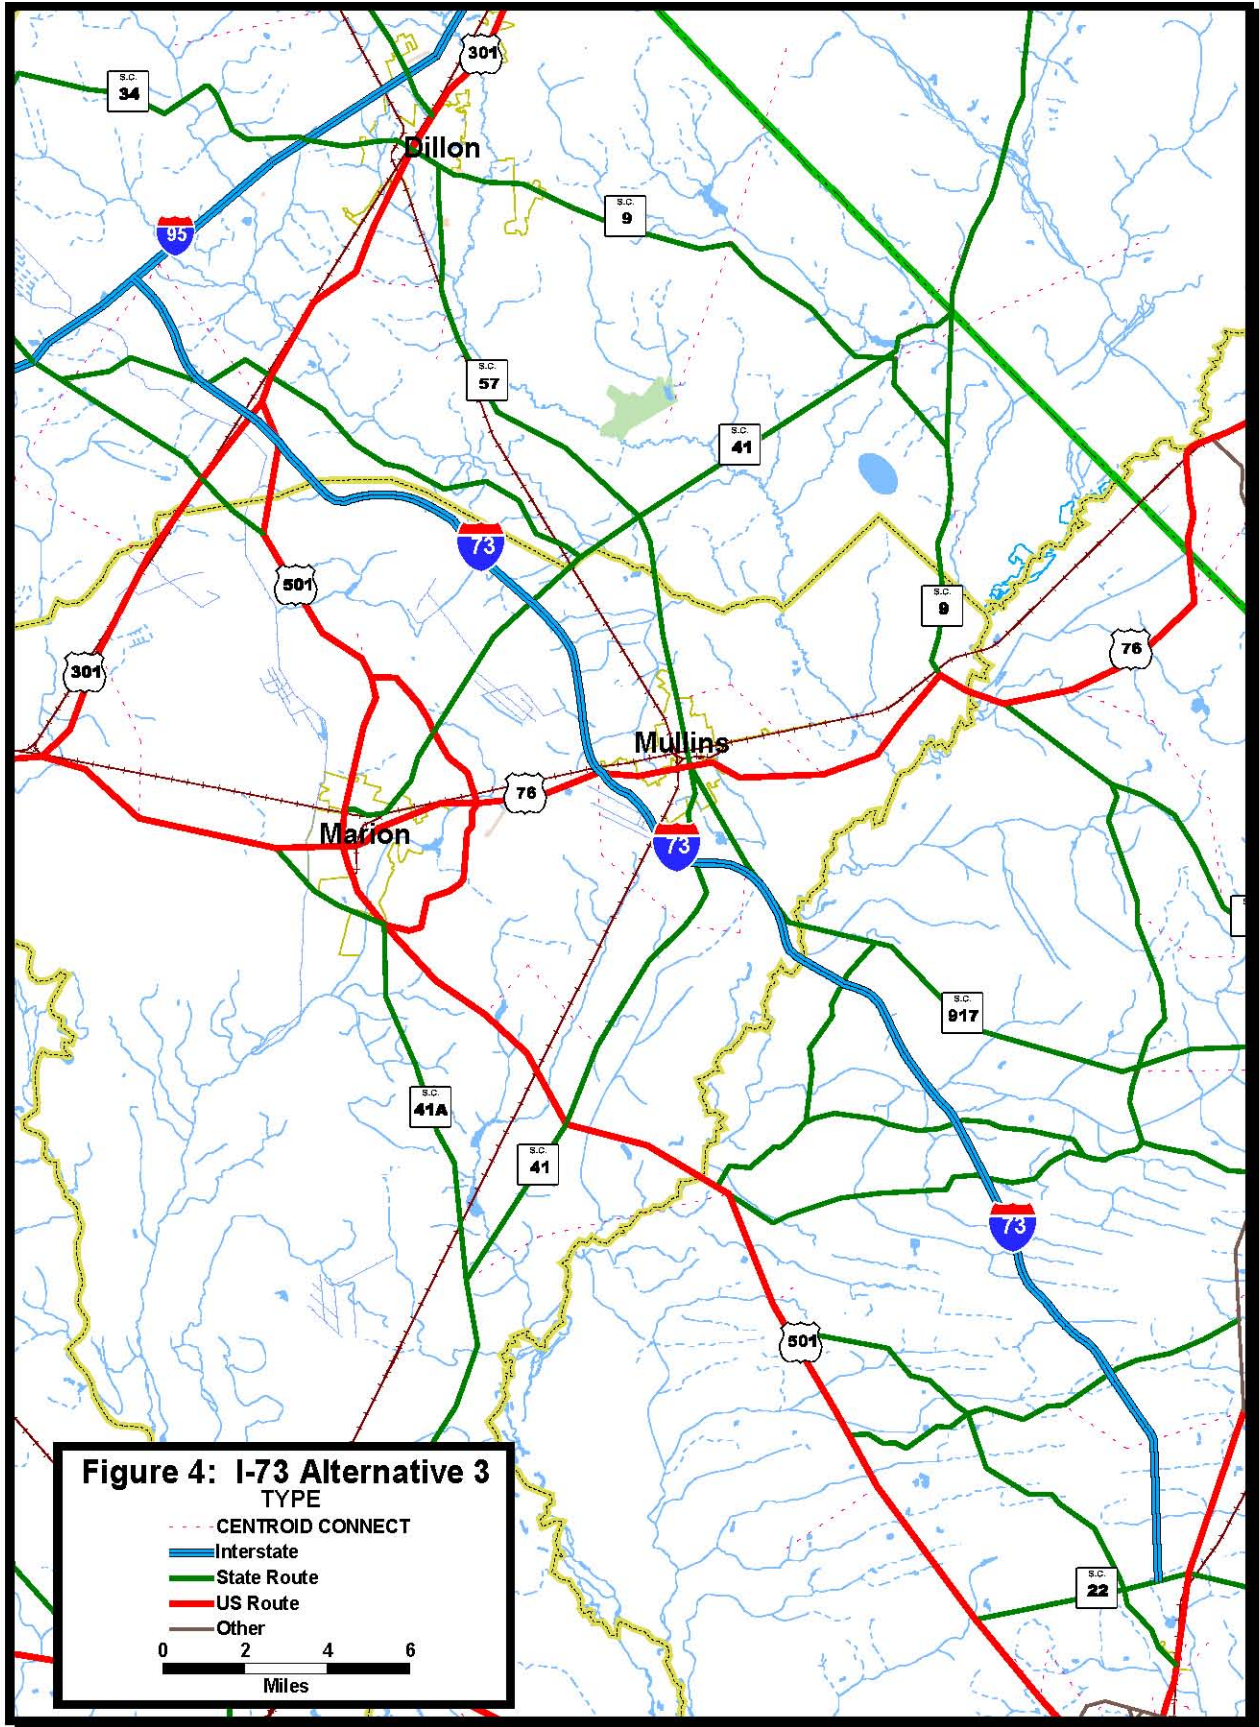 301
S.C.
34
Dillon
S.C.
9
95
S.C.
57
S.C.
41
73
501
S.C.
9
76
301
Mullins
76
Marion
73
S.C.
917
S.C.
41A
S.C.
41
73
501
S.C.
22
Figure 4: I-73 Alternative 3
TYPE
CENTROID CONNECT
Interstate
State Route
US Route
Other
0 2 4 6
Miles